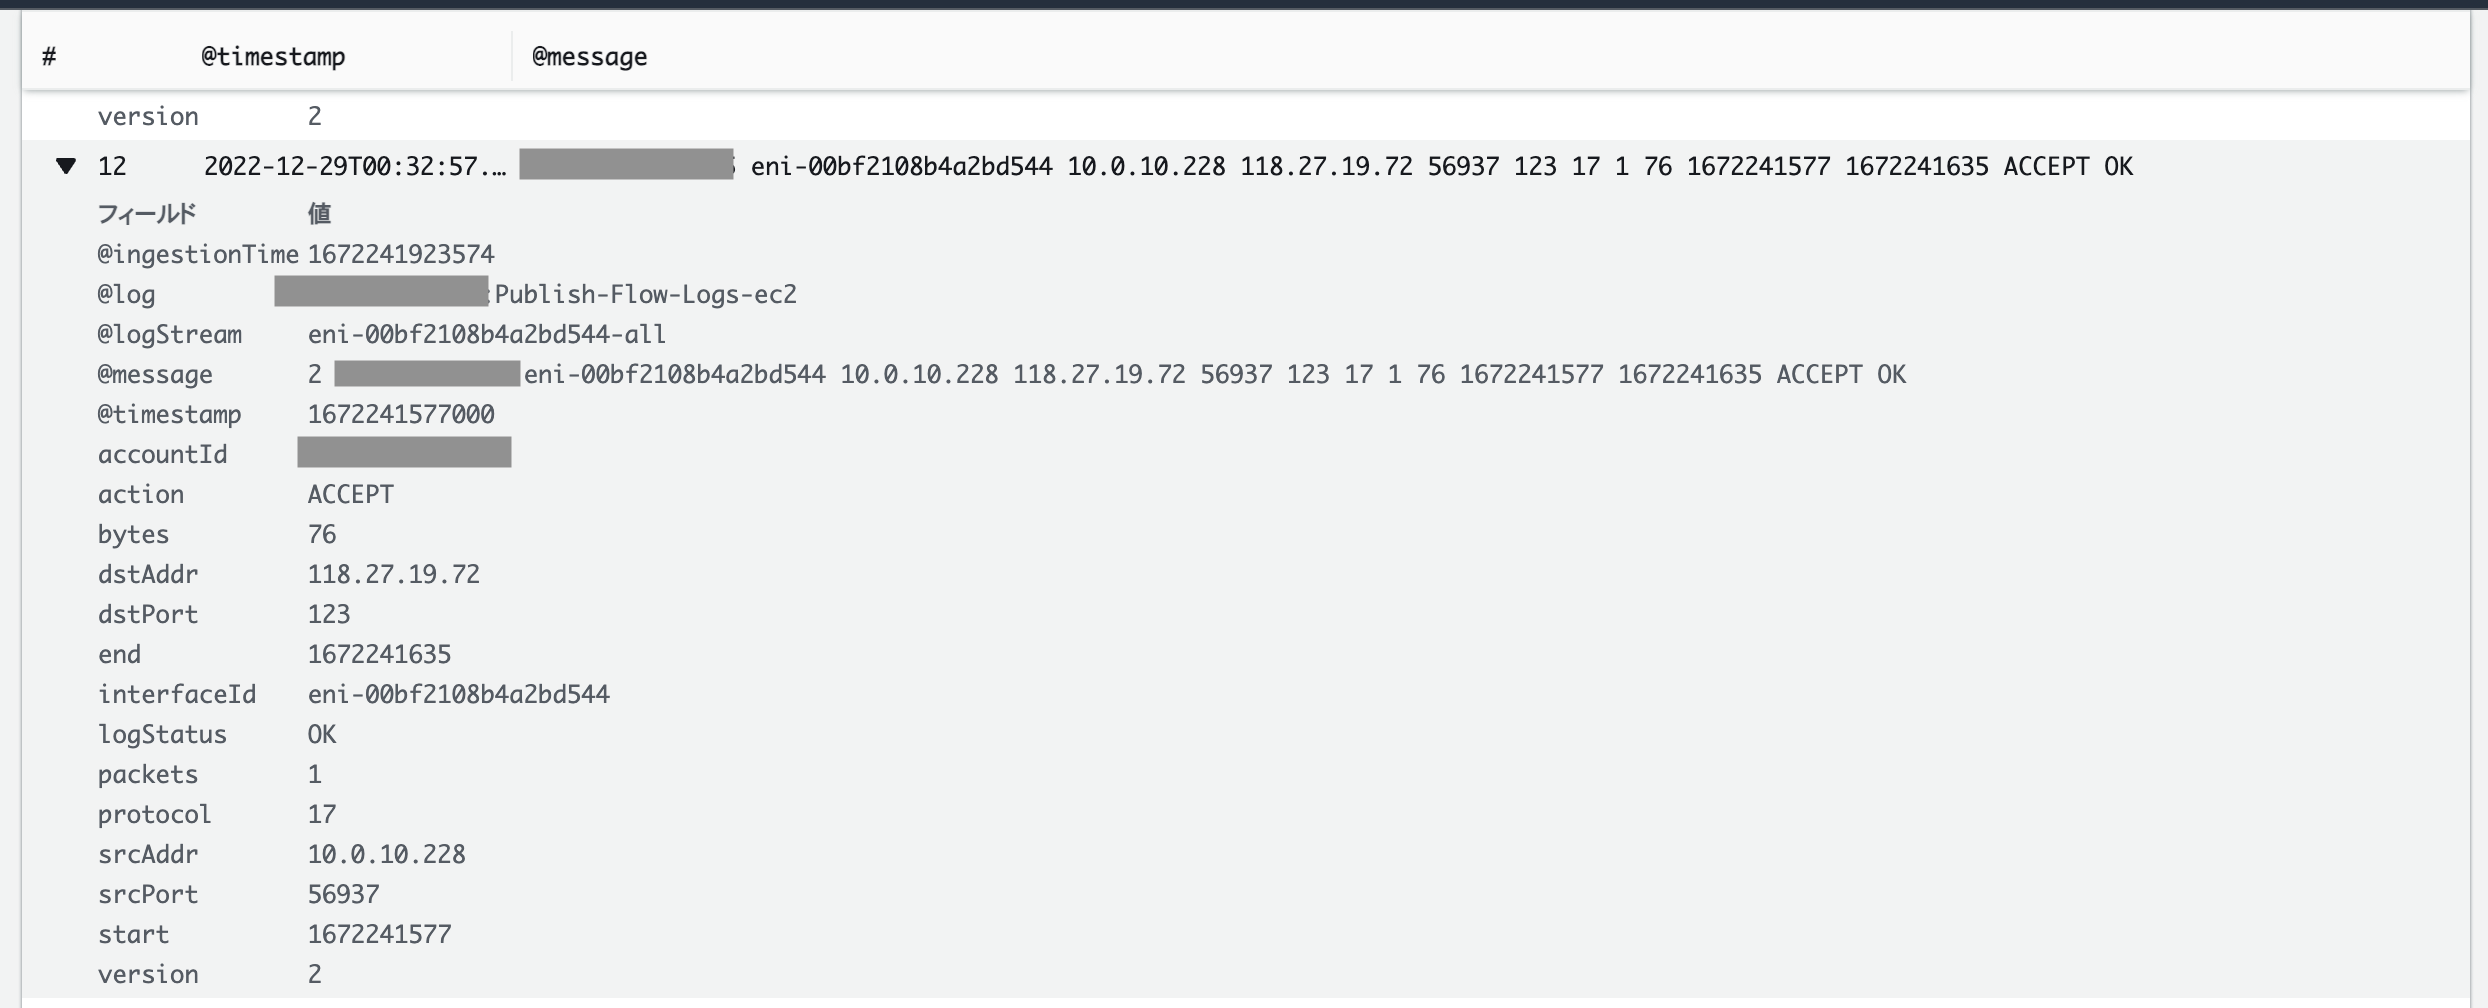 # @timestamp @message
version 2
12 2022-12-29T00:32:57.… eni-00bf2108b4a2bd544 10.0.10.228 118.27.19.72 56937 123 17 1 76 1672241577 1672241635 ACCEPT OK
フィールド 値
@ingestionTime 1672241923574
@log :Publish-Flow-Logs-ec2
@logStream eni-00bf2108b4a2bd544-all
@message 2 eni-00bf2108b4a2bd544 10.0.10.228 118.27.19.72 56937 123 17 1 76 1672241577 1672241635 ACCEPT OK
@timestamp 1672241577000
accountId
action ACCEPT
bytes 76
dstAddr 118.27.19.72
dstPort 123
end 1672241635
interfaceId eni-00bf2108b4a2bd544
logStatus OK
packets 1
protocol 17
srcAddr 10.0.10.228
srcPort 56937
start 1672241577
version 2